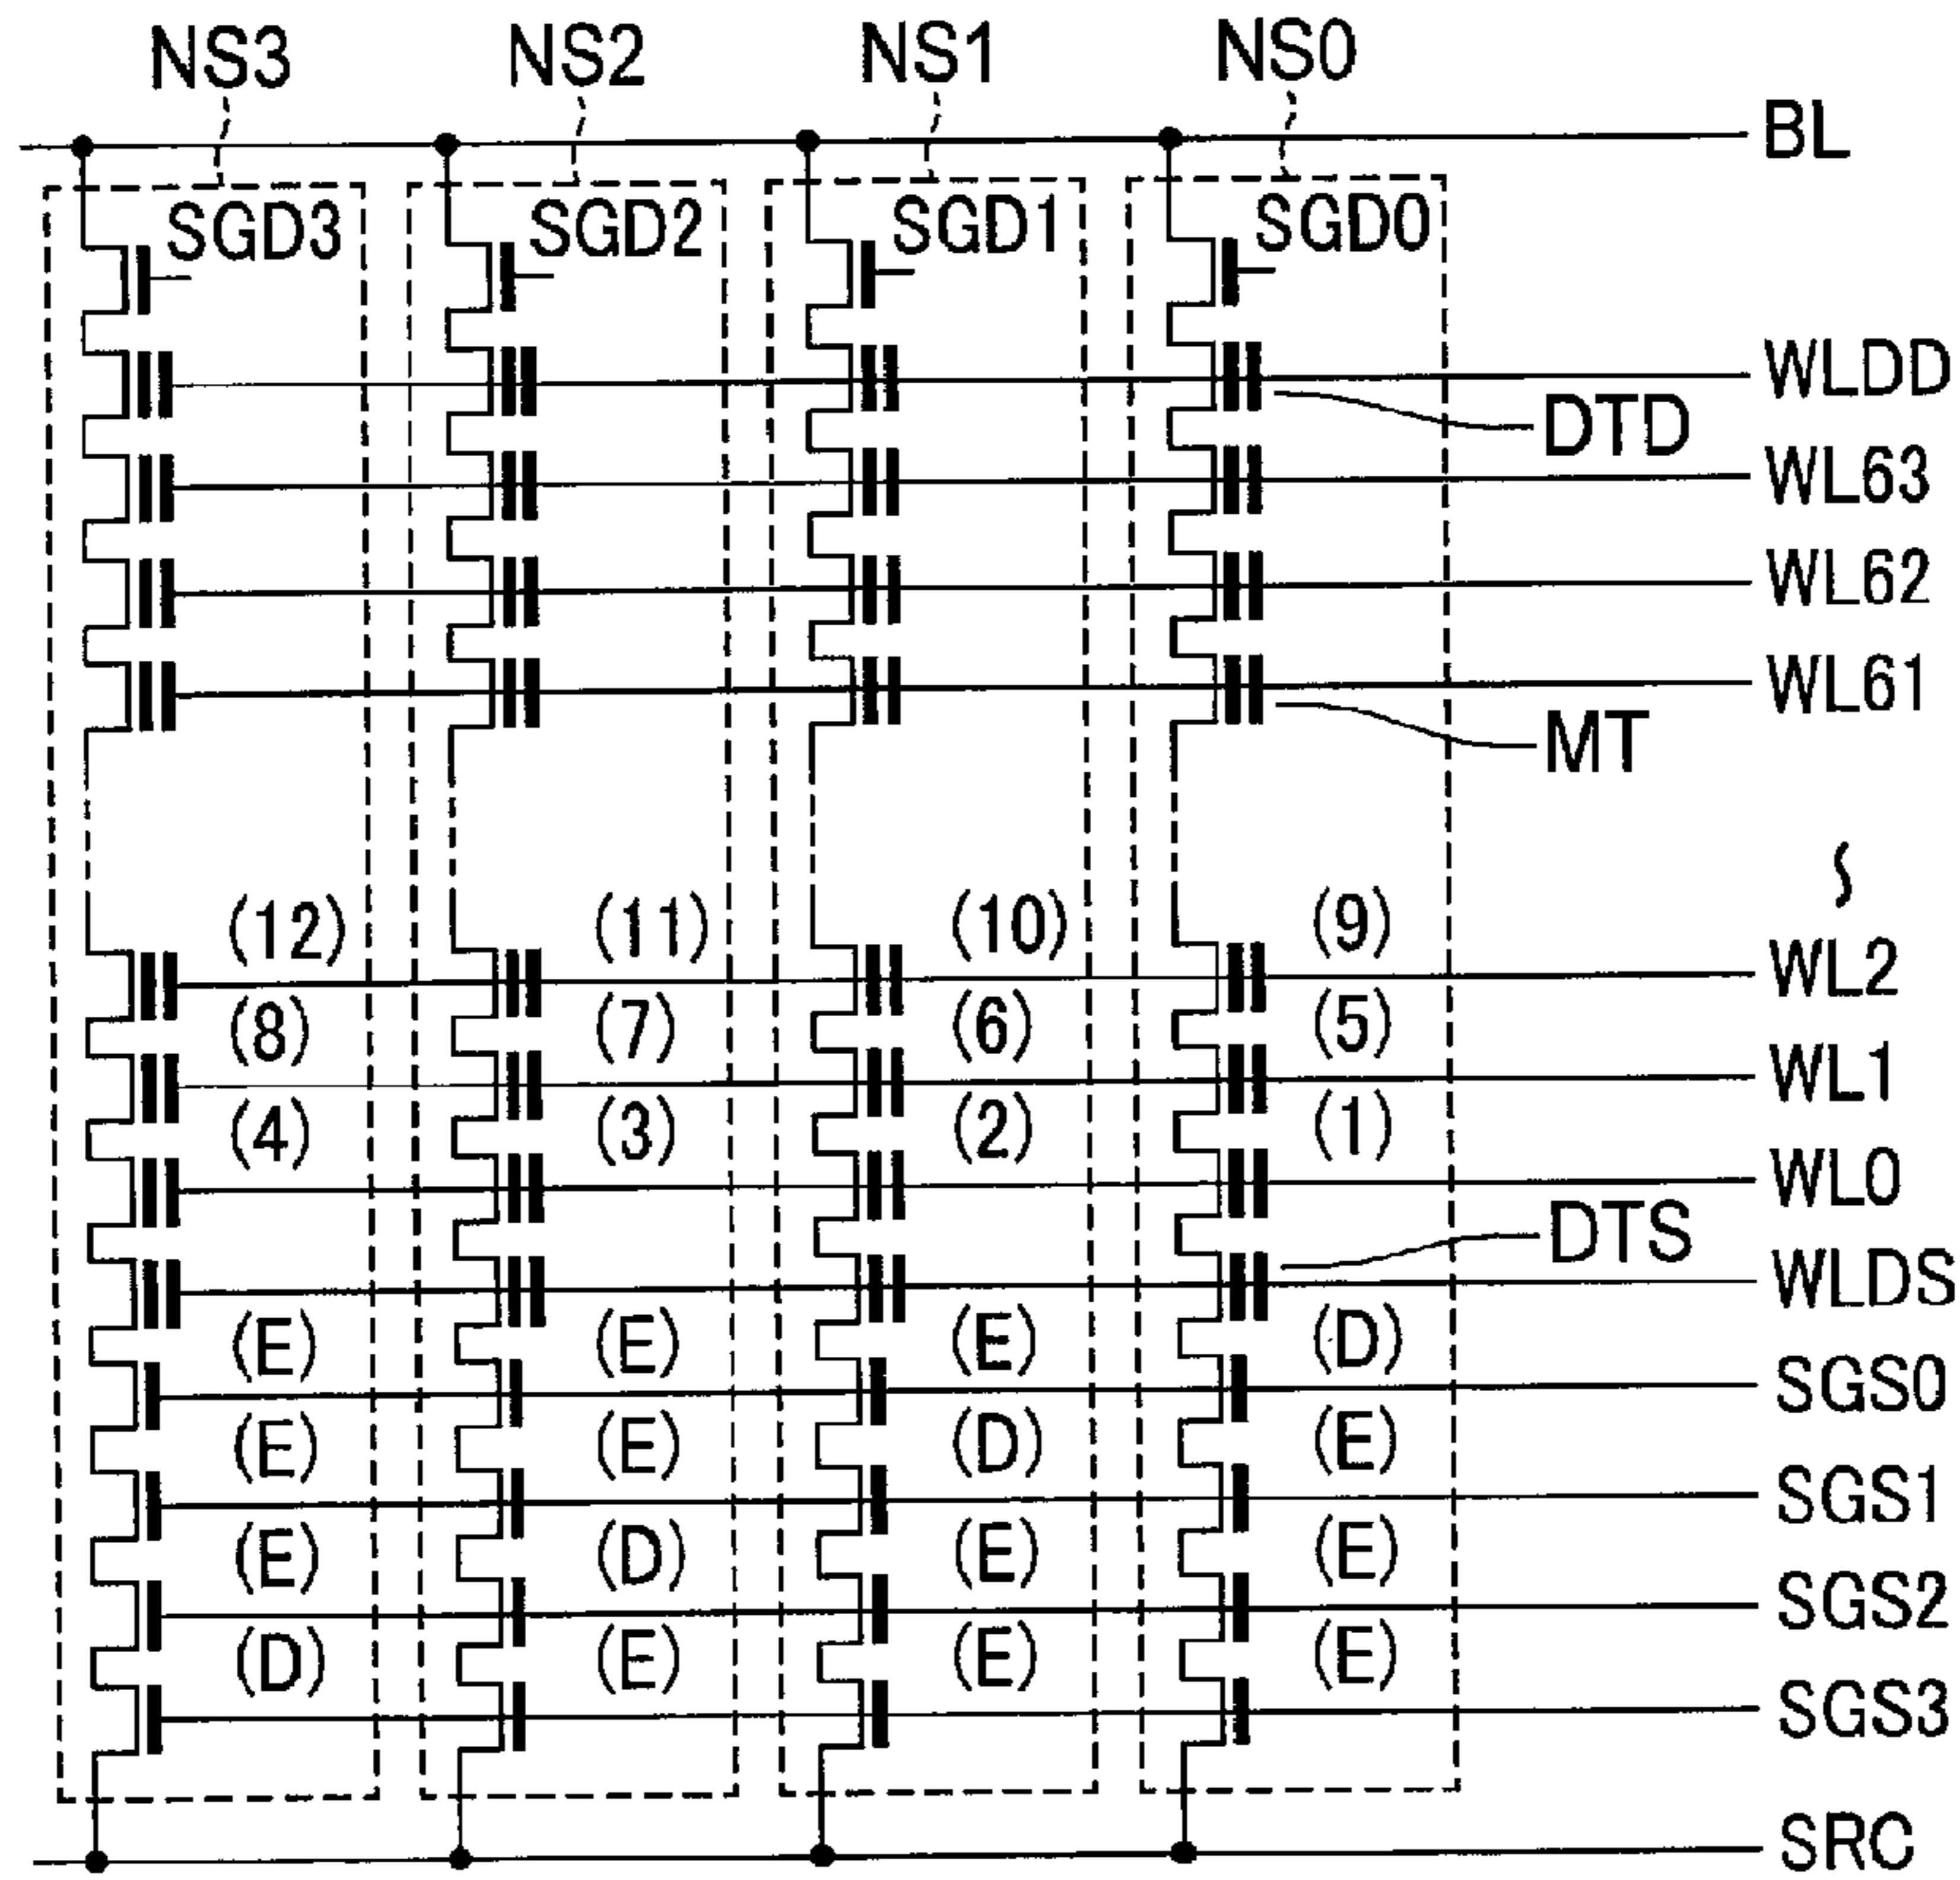 NS3 NS2 NS1 NS0
BL
SGD3 SGD2 SGD1 SGD0
WLDD
DTD
WL63
WL62
WL61
MT
(12) (11) (10) (9)
WL2
(8) (7) (6) (5)
WL1
(4) (3) (2) (1)
WL0
DTS
WLDS
(E) (E) (E) (D)
SGS0
(E) (E) (D) (E)
SGS1
(E) (D) (E) (E)
SGS2
(D) (E) (E) (E)
SGS3
SRC